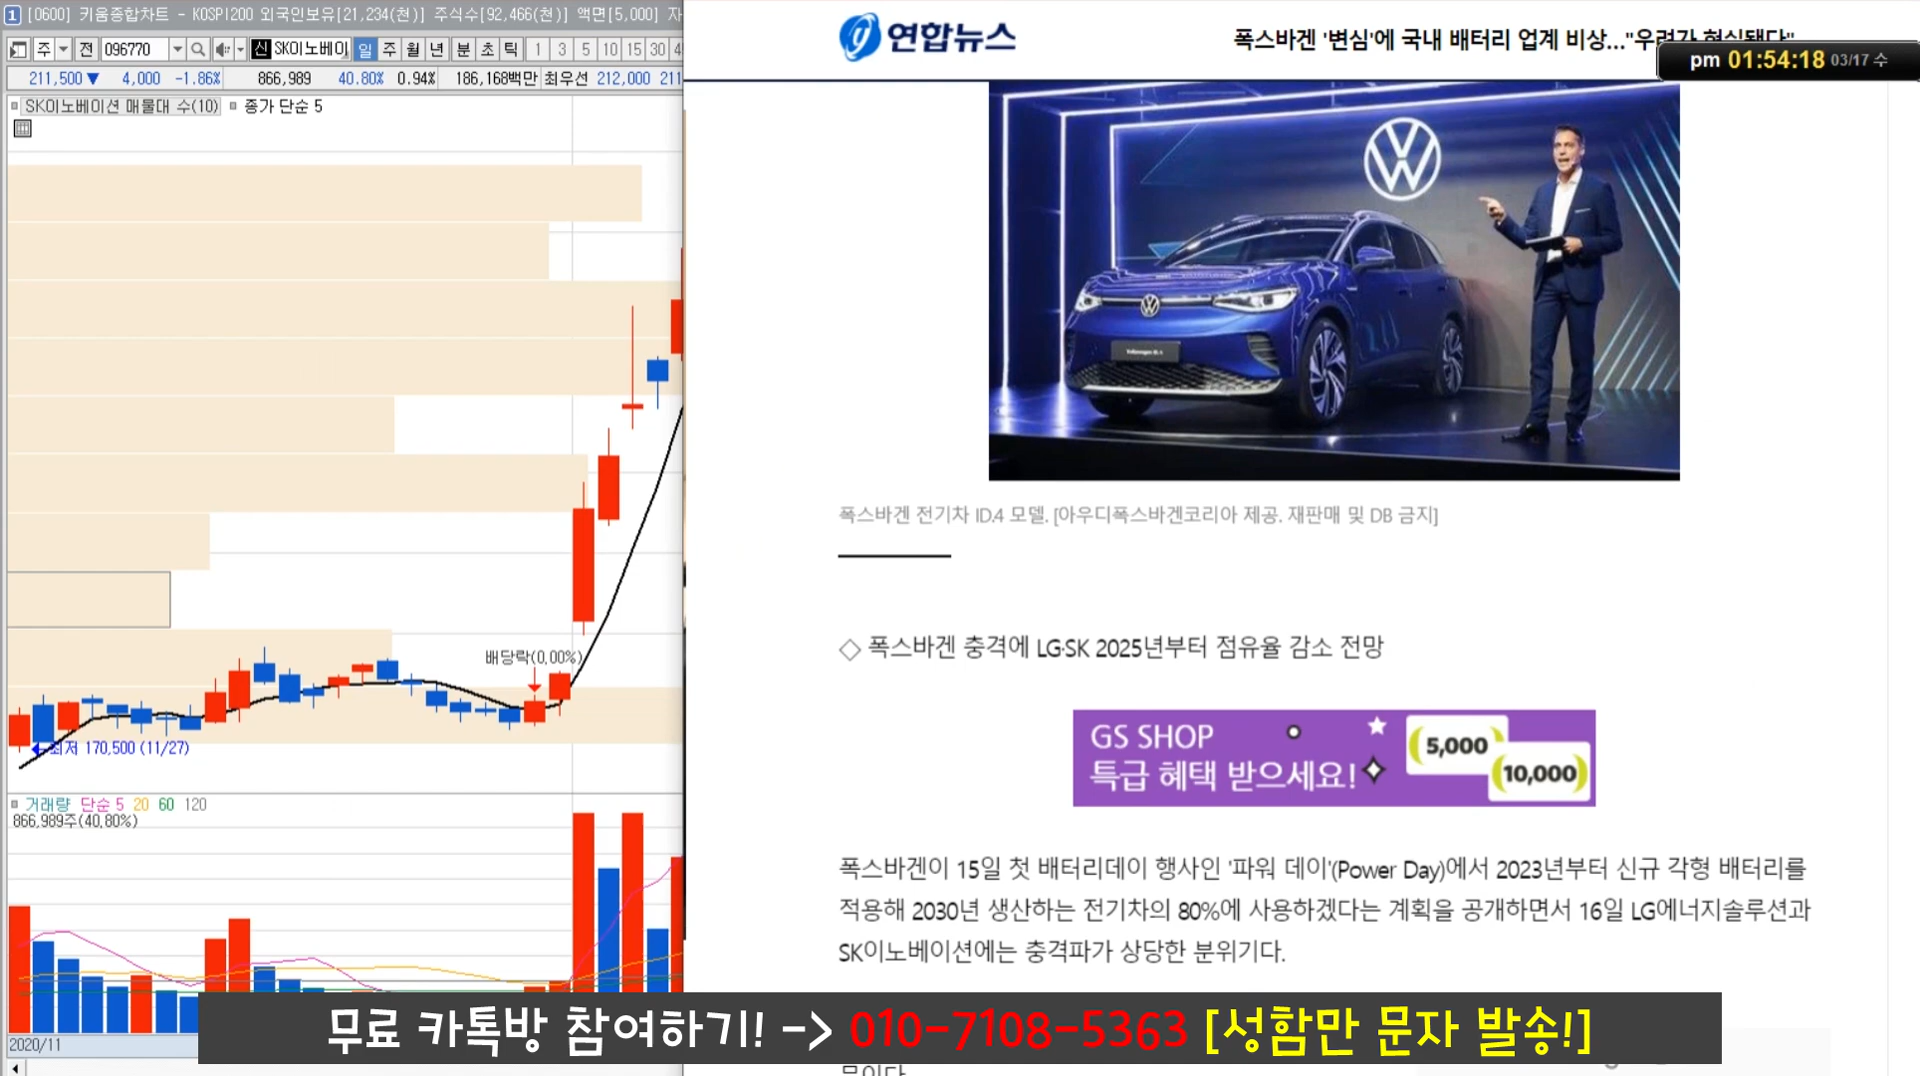 1 [0600] 키움종합차트 - KOSPI200 외국인보유[21,234(천)] 주식수[92,466(천)] 액면[5,000]
주 전 096770 신 SK이노베이 일 주 월 년 분 초 틱 1 3 5 10 15 30
211,500 ▼ 4,000 -1.86% 866,989 40.80% 0.94% 186,168백만 최우선 212,000
SK이노베이션 매물대 수(10) 종가 단순 5
배당락(0.00%)
최저 170,500 (11/27)
거래량 단순 5 20 60 120
866,989주(40.80%)
2020/11
연합뉴스
폭스바겐 '변심'에 국내 배터리 업계 비상..."우려가 현실됐다"
pm 01:54:18 03/17 수
폭스바겐 전기차 ID.4 모델. [아우디폭스바겐코리아 제공. 재판매 및 DB 금지]
◇ 폭스바겐 충격에 LG·SK 2025년부터 점유율 감소 전망
GS SHOP
특급 혜택 받으세요!
5,000
10,000
폭스바겐이 15일 첫 배터리데이 행사인 '파워 데이'(Power Day)에서 2023년부터 신규 각형 배터리를
적용해 2030년 생산하는 전기차의 80%에 사용하겠다는 계획을 공개하면서 16일 LG에너지솔루션과
SK이노베이션에는 충격파가 상당한 분위기다.
무료 카톡방 참여하기! -> 010-7108-5363 [성함만 문자 발송!]